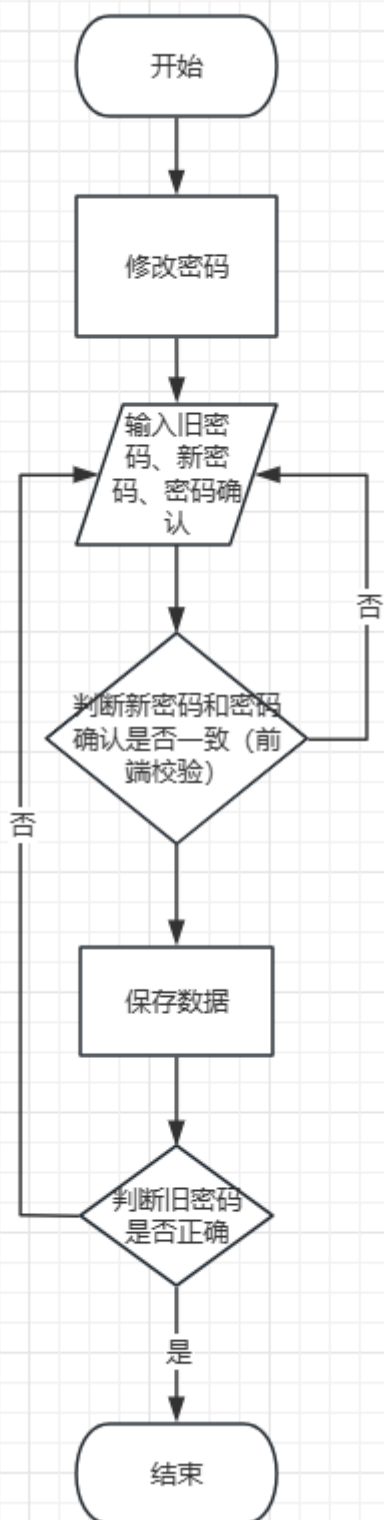 开始
修改密码
输入旧密
码、新密
码、密码确
认
否
判断新密码和密码
确认是否一致（前
端校验）
否
保存数据
判断旧密码
是否正确
是
结束